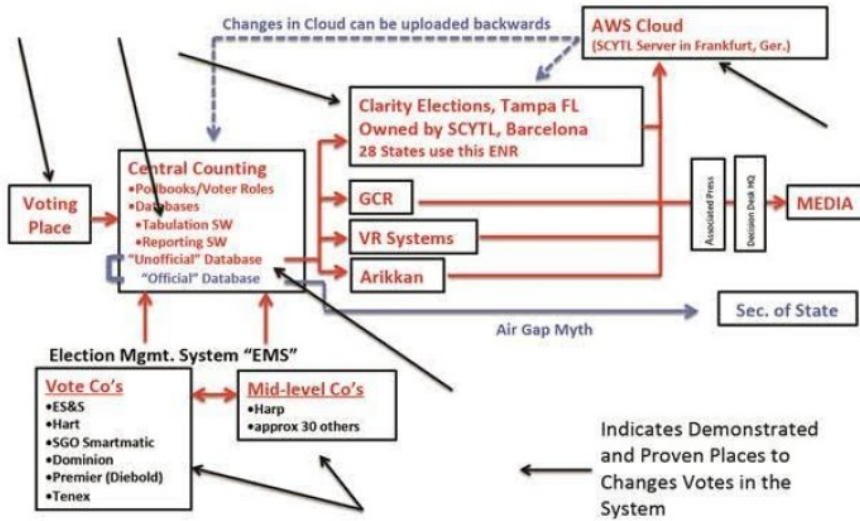 Changes in Cloud can be uploaded backwards
AWS Cloud
(SCYTL Server in Frankfurt, Ger.)
Clarity Elections, Tampa FL
Owned by SCYTL, Barcelona
28 States use this ENR
Voting
Place
Central Counting
•Pollbooks/Voter Roles
•Databases
•Tabulation SW
•Reporting SW
"Unofficial" Database
"Official" Database
GCR
VR Systems
Arikkan
Associated Press
Decision Desk HQ
MEDIA
Sec. of State
Air Gap Myth
Election Mgmt. System "EMS"
Vote Co's
•ES&S
•Hart
•SGO Smartmatic
•Dominion
•Premier (Diebold)
•Tenex
Mid-level Co's
•Harp
•approx 30 others
Indicates Demonstrated
and Proven Places to
Changes Votes in the
System